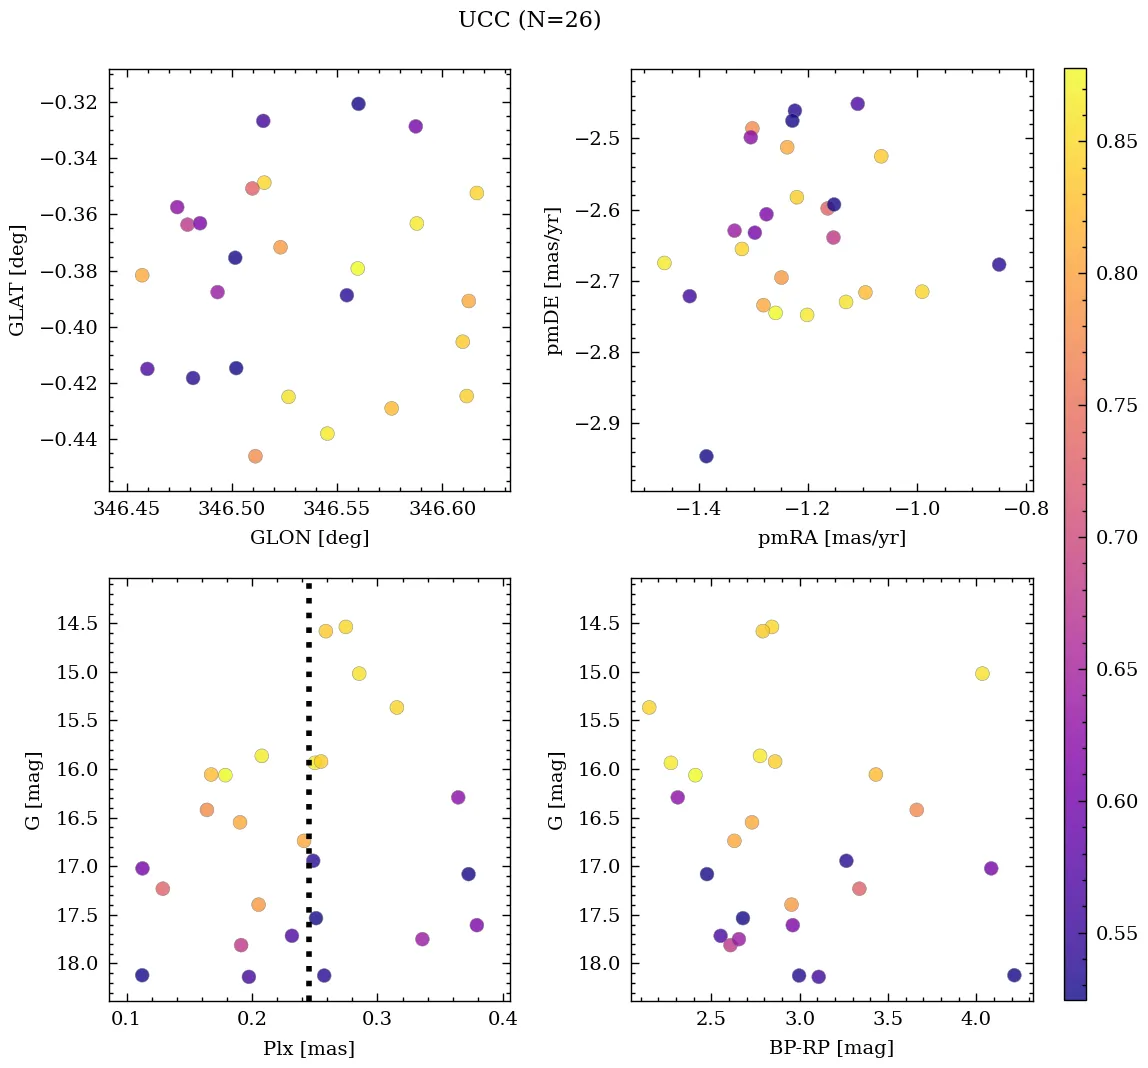 UCC (N=26)
−0.32
−0.34
−0.36
−0.38
−0.40
−0.42
−0.44
GLAT [deg]
346.45 346.50 346.55 346.60
GLON [deg]
−2.5
−2.6
−2.7
−2.8
−2.9
pmDE [mas/yr]
−1.4 −1.2 −1.0 −0.8
pmRA [mas/yr]
14.5
15.0
15.5
16.0
16.5
17.0
17.5
18.0
G [mag]
0.1 0.2 0.3 0.4
Plx [mas]
14.5
15.0
15.5
16.0
16.5
17.0
17.5
18.0
G [mag]
2.5 3.0 3.5 4.0
BP-RP [mag]
0.85
0.80
0.75
0.70
0.65
0.60
0.55